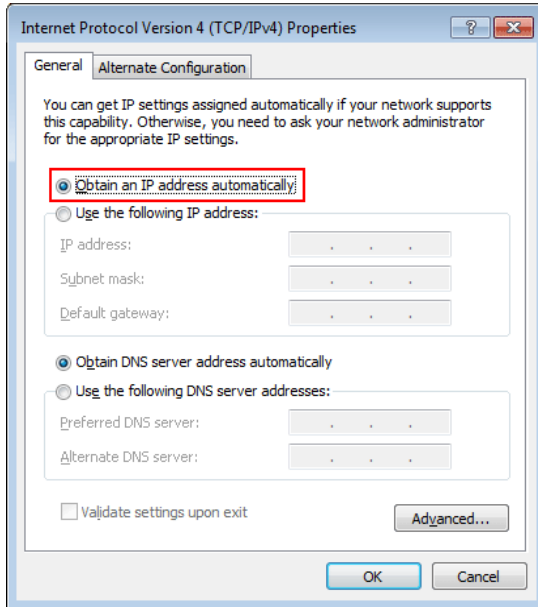 Internet Protocol Version 4 (TCP/IPv4) Properties
General
Alternate Configuration
You can get IP settings assigned automatically if your network supports
this capability. Otherwise, you need to ask your network administrator
for the appropriate IP settings.
Obtain an IP address automatically
Use the following IP address:
IP address:
Subnet mask:
Default gateway:
Obtain DNS server address automatically
Use the following DNS server addresses:
Preferred DNS server:
Alternate DNS server:
Validate settings upon exit
Advanced...
OK
Cancel